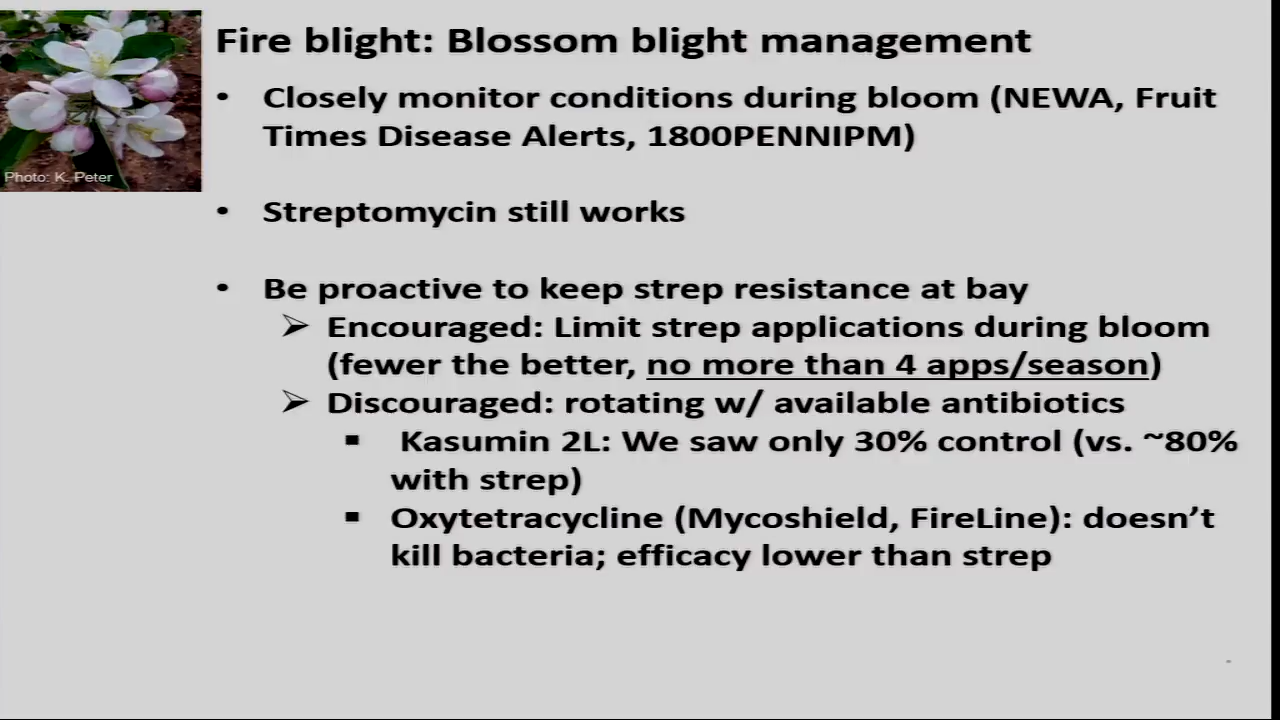 Fire blight: Blossom blight management
• Closely monitor conditions during bloom (NEWA, Fruit
Times Disease Alerts, 1800PENNIPM)
Photo: K. Peter
• Streptomycin still works
• Be proactive to keep strep resistance at bay
➢ Encouraged: Limit strep applications during bloom
(fewer the better, no more than 4 apps/season)
➢ Discouraged: rotating w/ available antibiotics
▪ Kasumin 2L: We saw only 30% control (vs. ~80%
with strep)
▪ Oxytetracycline (Mycoshield, FireLine): doesn’t
kill bacteria; efficacy lower than strep